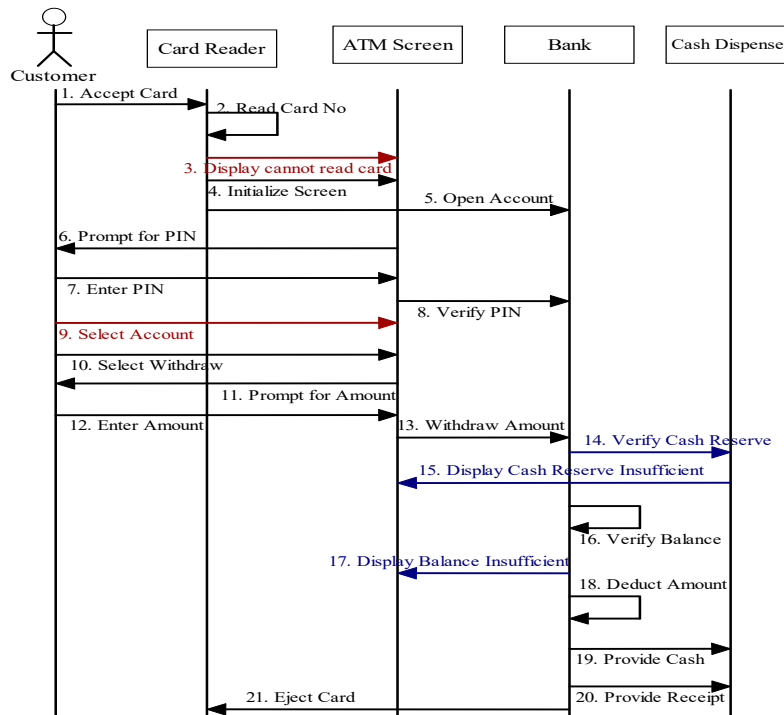 Customer
Card Reader
ATM Screen
Bank
Cash Dispense
1. Accept Card
2. Read Card No
3. Display cannot read card
4. Initialize Screen
5. Open Account
6. Prompt for PIN
7. Enter PIN
8. Verify PIN
9. Select Account
10. Select Withdraw
11. Prompt for Amount
12. Enter Amount
13. Withdraw Amount
14. Verify Cash Reserve
15. Display Cash Reserve Insufficient
16. Verify Balance
17. Display Balance Insufficient
18. Deduct Amount
19. Provide Cash
20. Provide Receipt
21. Eject Card